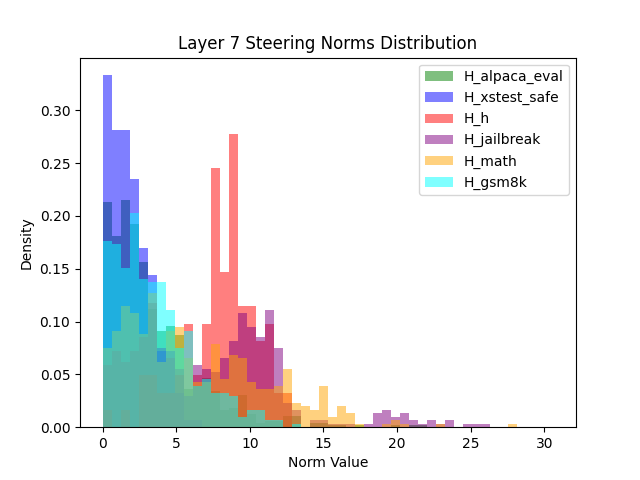 Layer 7 Steering Norms Distribution
H_alpaca_eval
H_xstest_safe
H_h
H_jailbreak
H_math
H_gsm8k
Density
0.30
0.25
0.20
0.15
0.10
0.05
0.00
0 5 10 15 20 25 30
Norm Value